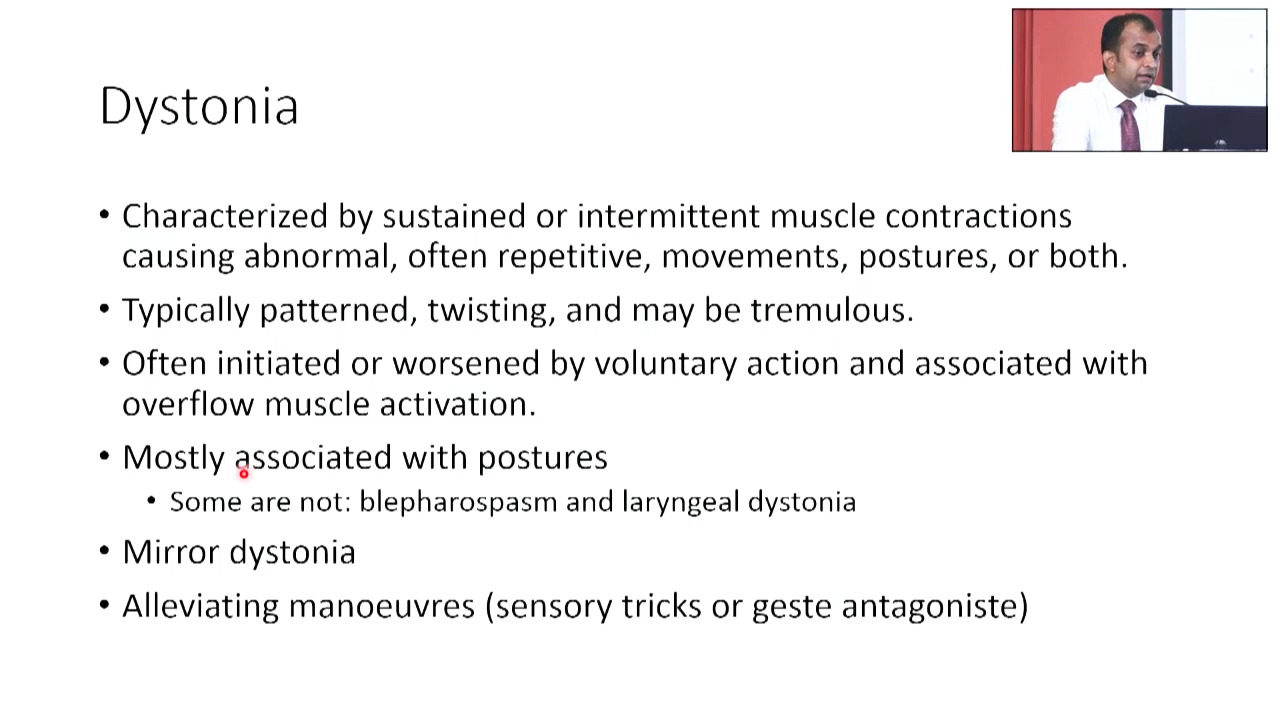 Dystonia
• Characterized by sustained or intermittent muscle contractions
causing abnormal, often repetitive, movements, postures, or both.
• Typically patterned, twisting, and may be tremulous.
• Often initiated or worsened by voluntary action and associated with
overflow muscle activation.
• Mostly associated with postures
• Some are not: blepharospasm and laryngeal dystonia
• Mirror dystonia
• Alleviating manoeuvres (sensory tricks or geste antagoniste)